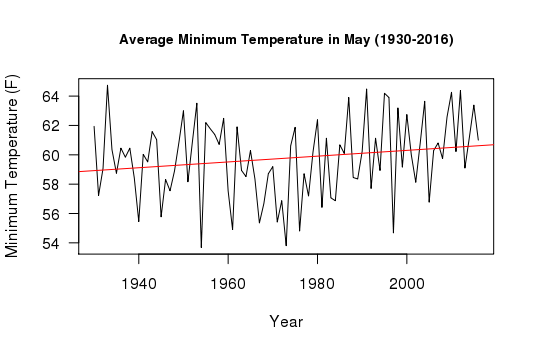 Average Minimum Temperature in May (1930-2016)
Minimum Temperature (F)
64
62
60
58
56
54
1940 1960 1980 2000
Year